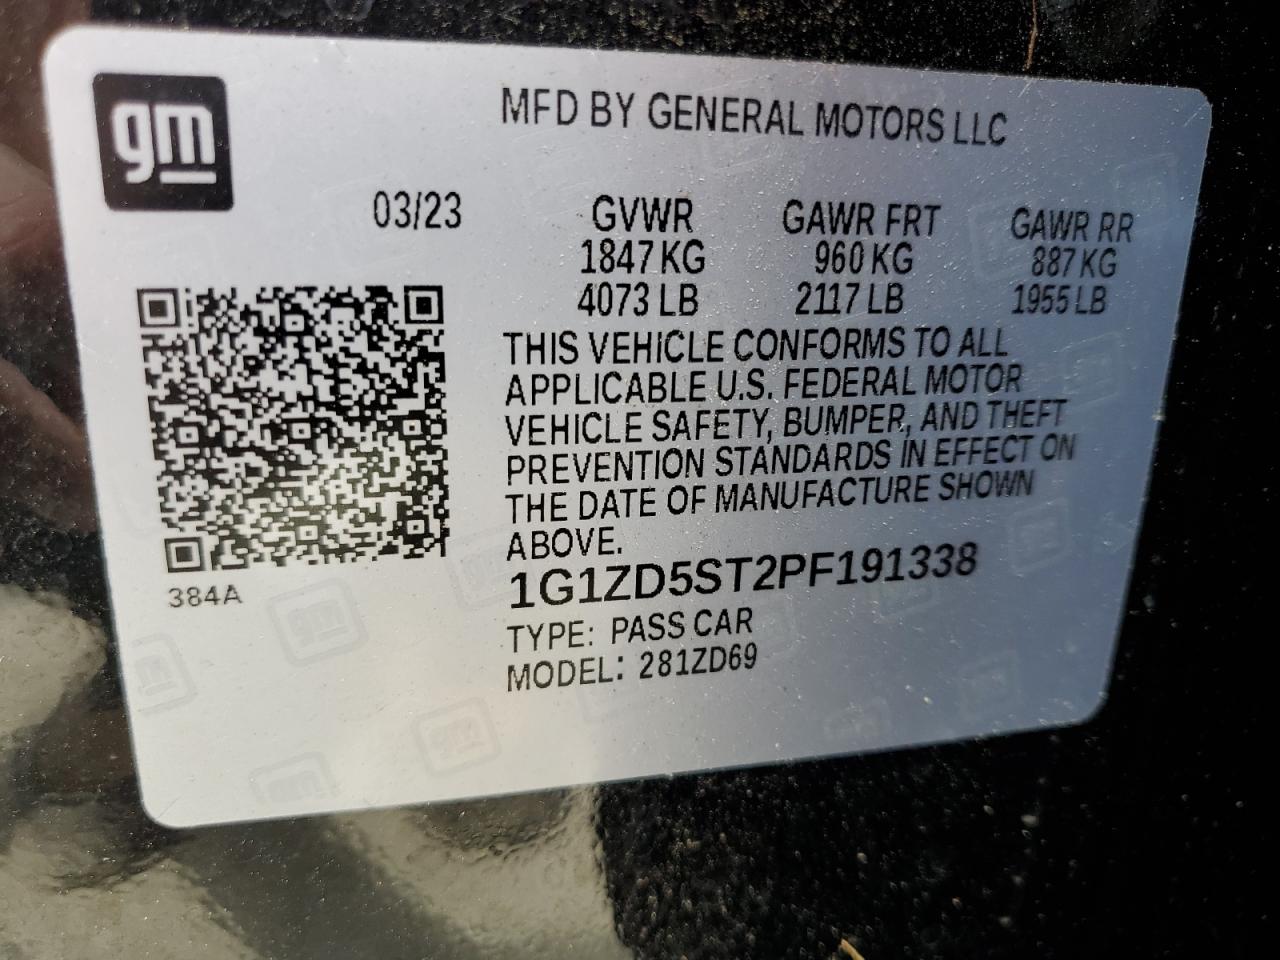 gm
MFD BY GENERAL MOTORS LLC
03/23 GVWR GAWR FRT GAWR RR
1847 KG 960 KG 887 KG
4073 LB 2117 LB 1955 LB
THIS VEHICLE CONFORMS TO ALL
APPLICABLE U.S. FEDERAL MOTOR
VEHICLE SAFETY, BUMPER, AND THEFT
PREVENTION STANDARDS IN EFFECT ON
THE DATE OF MANUFACTURE SHOWN
ABOVE.
384A
1G1ZD5ST2PF191338
TYPE: PASS CAR
MODEL: 281ZD69